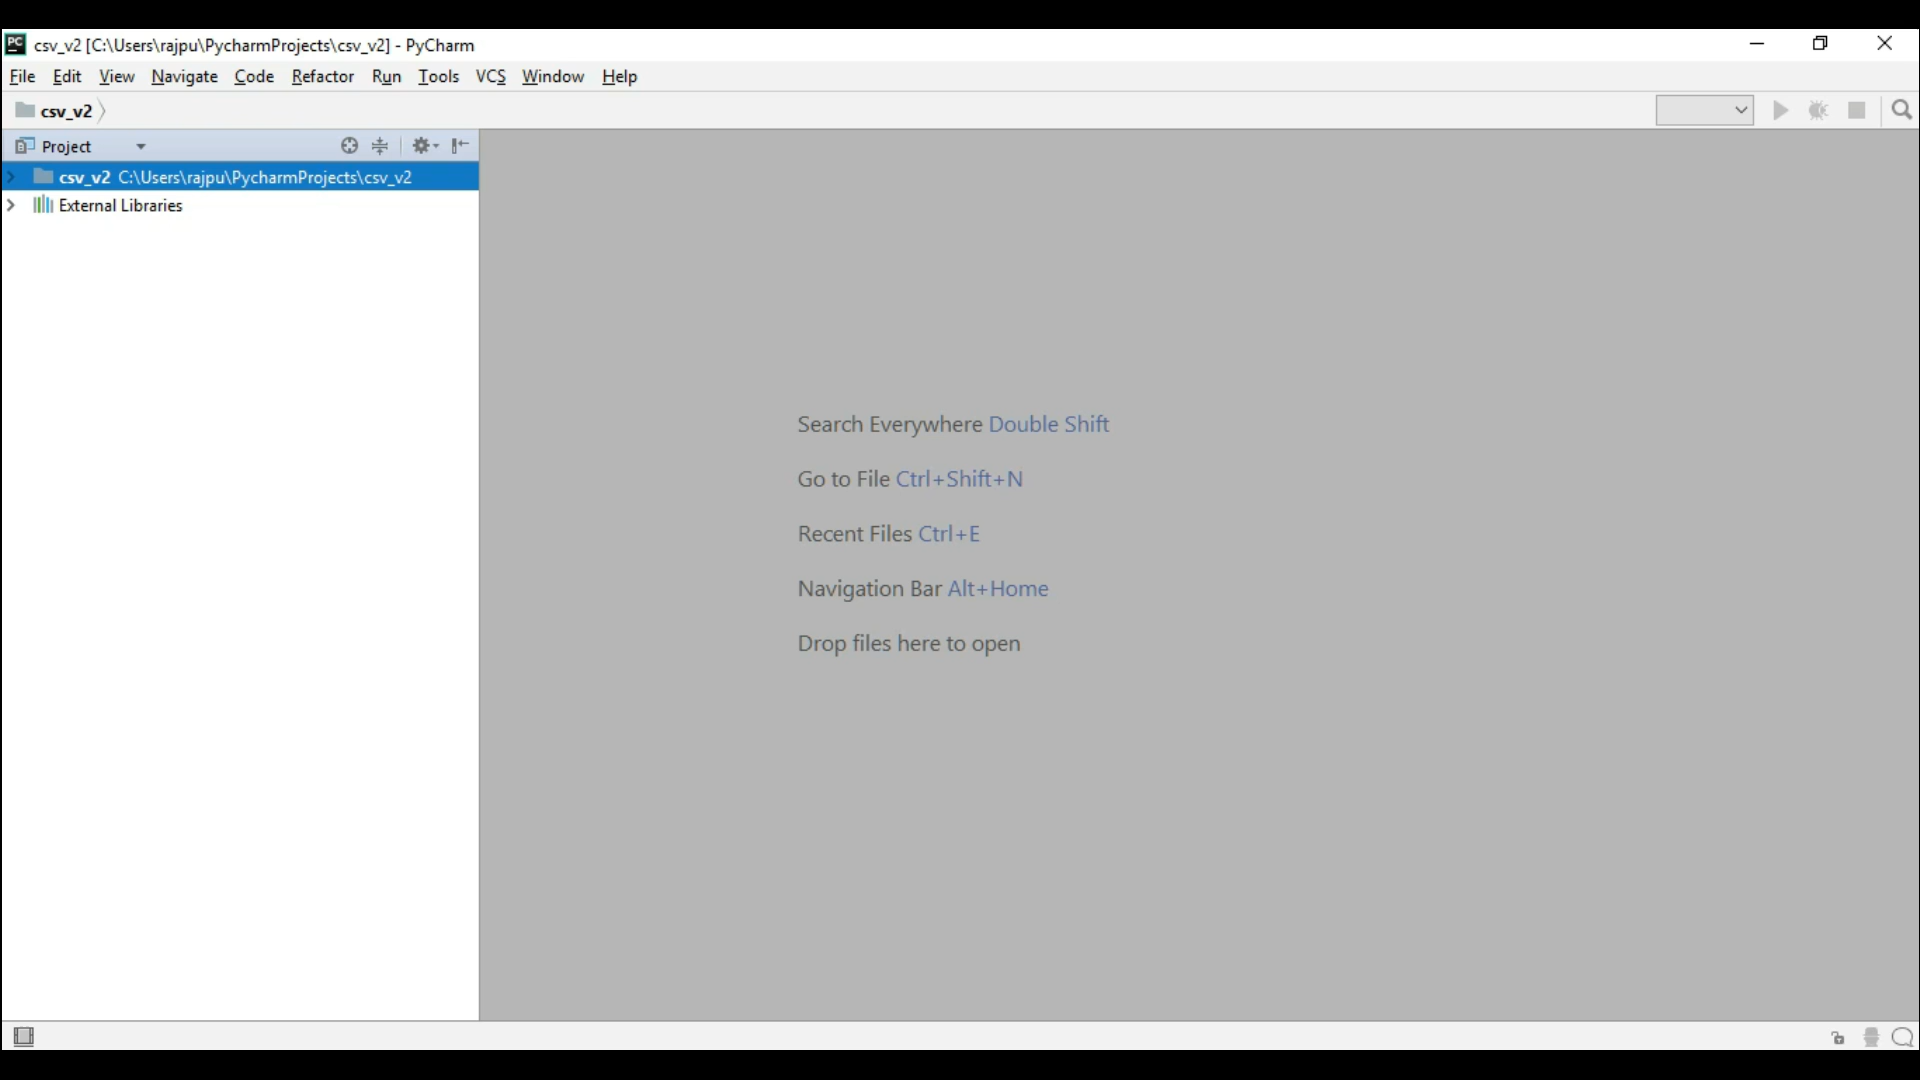 PC csv_v2 [C:\Users\rajpu\PycharmProjects\csv_v2] - PyCharm
File Edit View Navigate Code Refactor Run Tools VCS Window Help
csv_v2
Project
csv_v2 C:\Users\rajpu\PycharmProjects\csv_v2
External Libraries
Search Everywhere Double Shift
Go to File Ctrl+Shift+N
Recent Files Ctrl+E
Navigation Bar Alt+Home
Drop files here to open